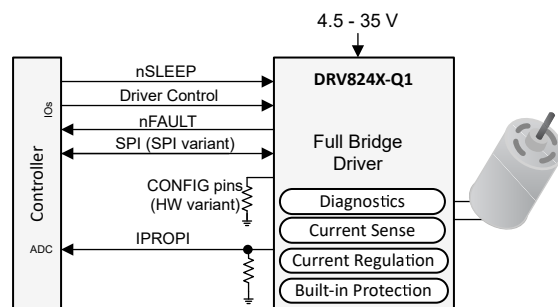 4.5 - 35 V
nSLEEP
DRV824X-Q1
Driver Control
IOs
nFAULT
SPI (SPI variant)
Full Bridge
Driver
Controller
CONFIG pins
(HW variant)
Diagnostics
Current Sense
ADC
IPROPI
Current Regulation
Built-in Protection